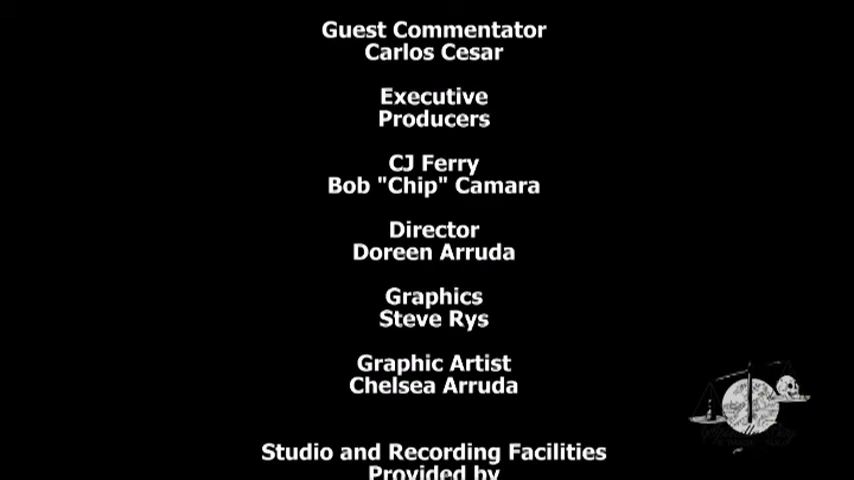 Guest Commentator
Carlos Cesar
Executive
Producers
CJ Ferry
Bob "Chip" Camara
Director
Doreen Arruda
Graphics
Steve Rys
Graphic Artist
Chelsea Arruda
Studio and Recording Facilities
Provided by